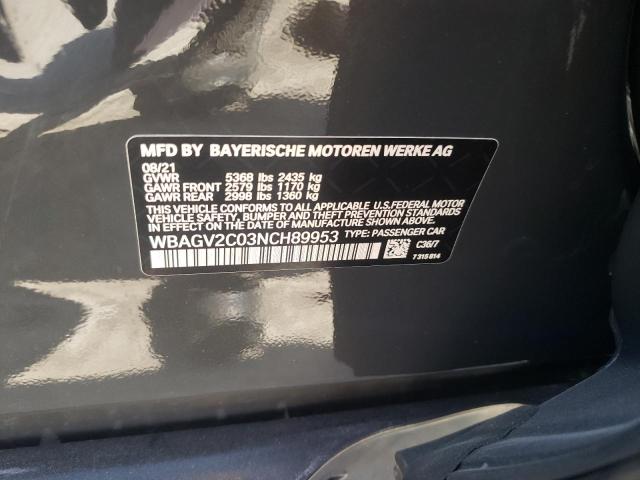 MFD BY BAYERISCHE MOTOREN WERKE AG
08/21
GVWR 5368 lbs 2435 kg
GAWR FRONT 2579 lbs 1170 kg
GAWR REAR 2998 lbs 1360 kg
THIS VEHICLE CONFORMS TO ALL APPLICABLE U.S.FEDERAL MOTOR
VEHICLE SAFETY, BUMPER AND THEFT PREVENTION STANDARDS IN
EFFECT ON THE DATE OF MANUFACTURE SHOWN ABOVE.
WBAGV2C03NCH89953 TYPE: PASSENGER CAR
C36/7
7 315 814